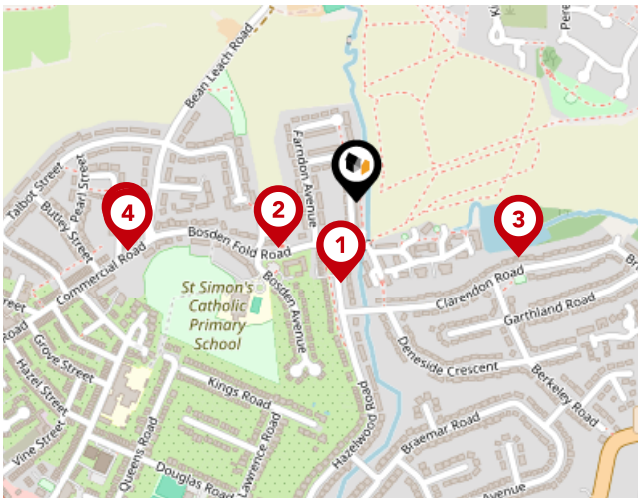 Bean Leach Road
Talbot Street
Pearl Street
Butley Street
Farndon Avenue
4
2
1
3
Commercial Road
Bosden Fold Road
St Simon's
Catholic
Primary
School
Bosden Avenue
Clarendon Road
Garthland Road
Deneside Crescent
Berkeley Road
Grove Street
Hazel Street
Vine Street
Road
Kings Road
Queens Road
Lawrence Road
Douglas Road
Hazelwood Road
Braemar Road
Avenue